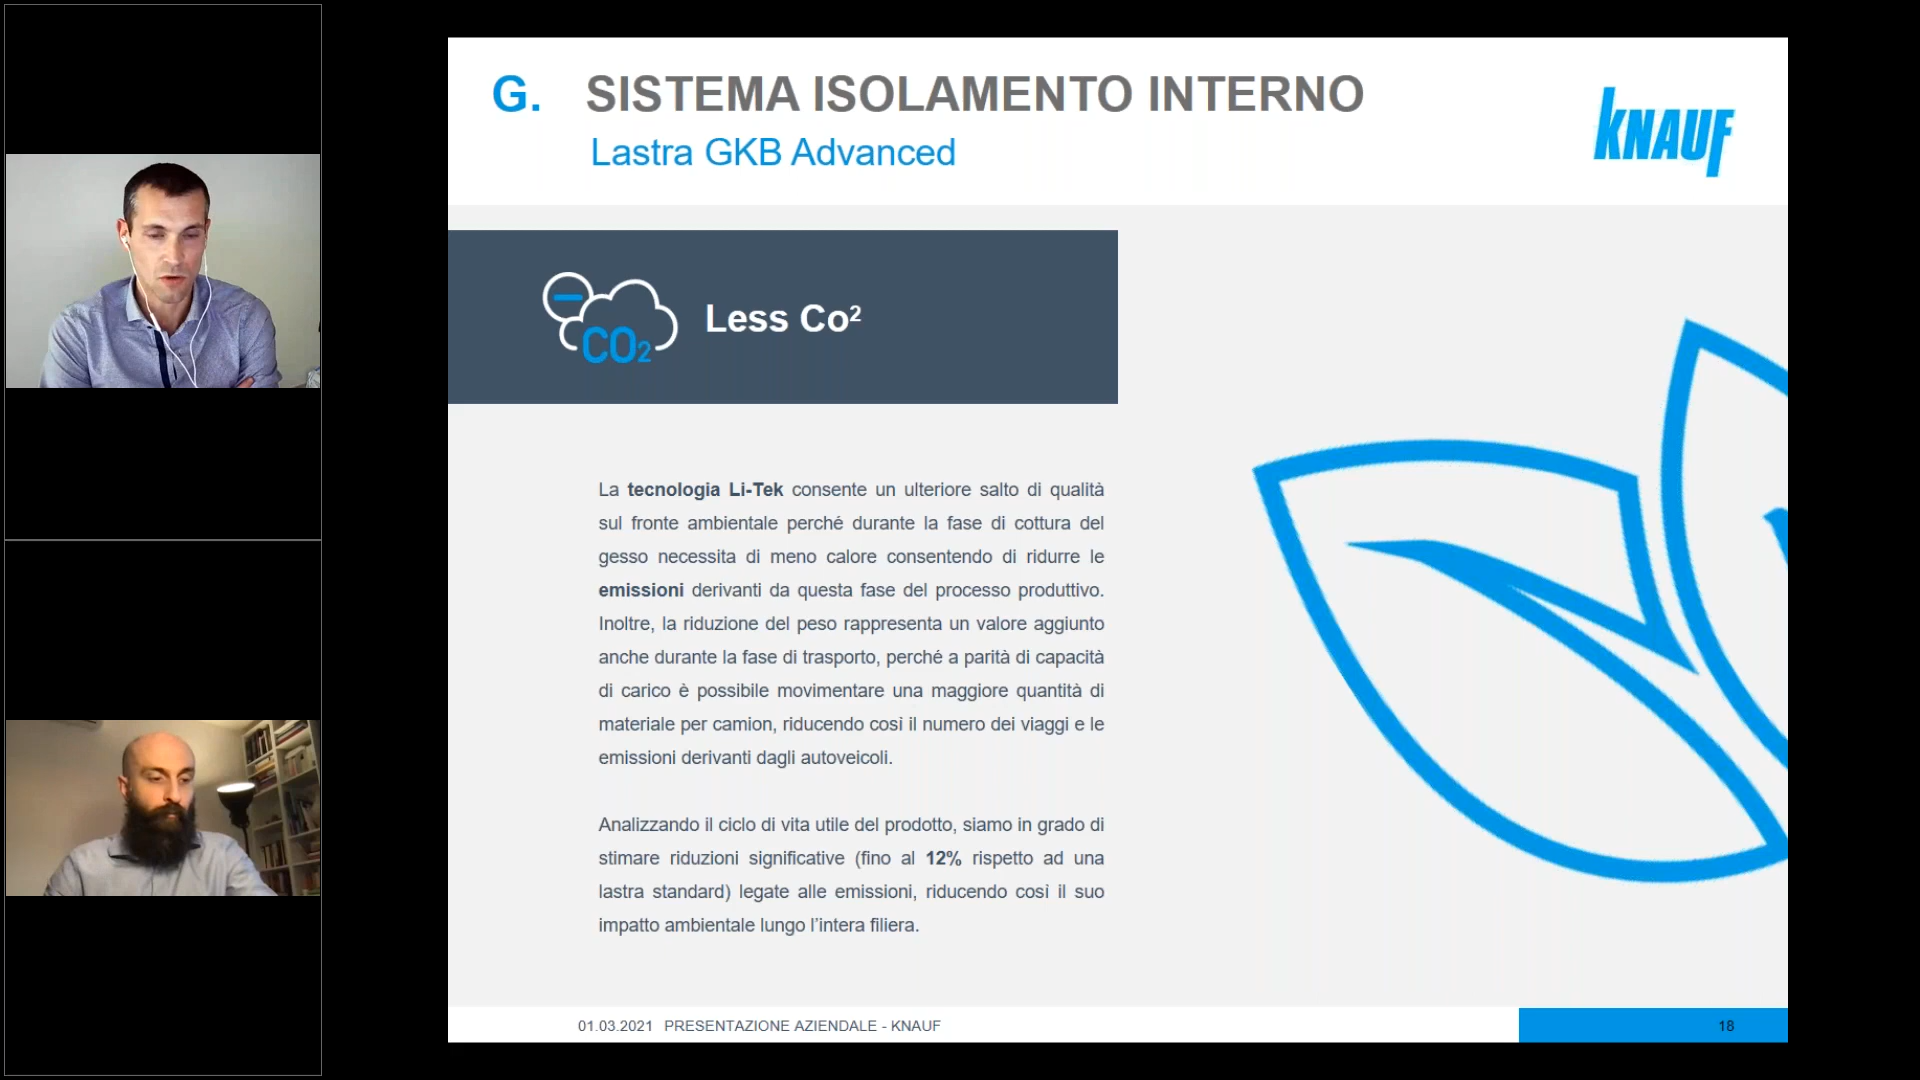 G. SISTEMA ISOLAMENTO INTERNO
Lastra GKB Advanced
KNAUF
CO2
Less Co²
La tecnologia Li-Tek consente un ulteriore salto di qualità
sul fronte ambientale perché durante la fase di cottura del
gesso necessita di meno calore consentendo di ridurre le
emissioni derivanti da questa fase del processo produttivo.
Inoltre, la riduzione del peso rappresenta un valore aggiunto
anche durante la fase di trasporto, perché a parità di capacità
di carico è possibile movimentare una maggiore quantità di
materiale per camion, riducendo così il numero dei viaggi e le
emissioni derivanti dagli autoveicoli.
Analizzando il ciclo di vita utile del prodotto, siamo in grado di
stimare riduzioni significative (fino al 12% rispetto ad una
lastra standard) legate alle emissioni, riducendo così il suo
impatto ambientale lungo l'intera filiera.
01.03.2021 PRESENTAZIONE AZIENDALE - KNAUF
18